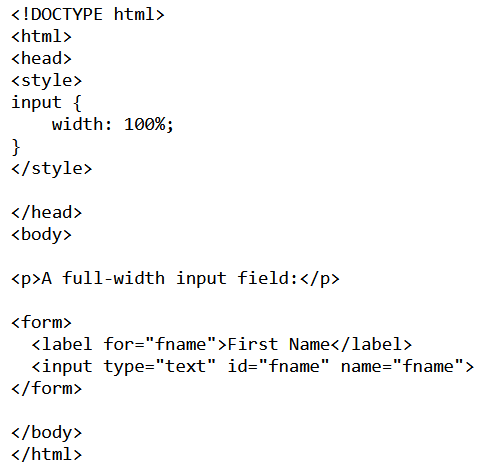 <!DOCTYPE html>
<html>
<head>
<style>
input {
    width: 100%;
}
</style>

</head>
<body>

<p>A full-width input field:</p>

<form>
  <label for="fname">First Name</label>
  <input type="text" id="fname" name="fname">
</form>

</body>
</html>